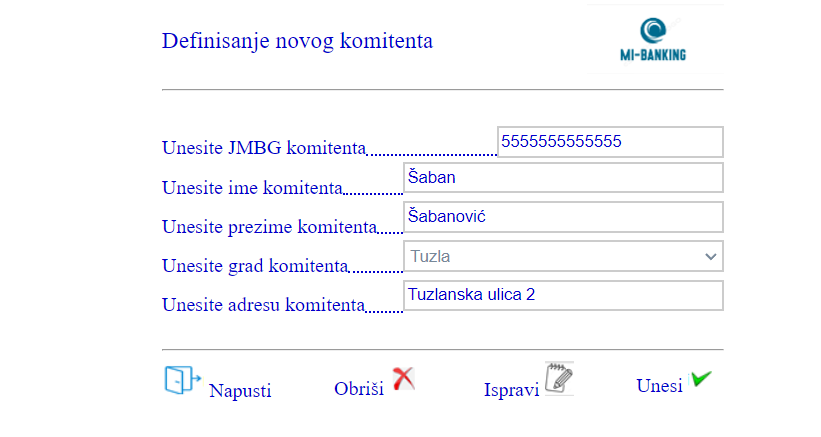 Definisanje novog komitenta
MI-BANKING
Unesite JMBG komitenta 5555555555555
Unesite ime komitenta Šaban
Unesite prezime komitenta Šabanović
Unesite grad komitenta Tuzla
Unesite adresu komitenta Tuzlanska ulica 2
Napusti Obriši Ispravi Unesi